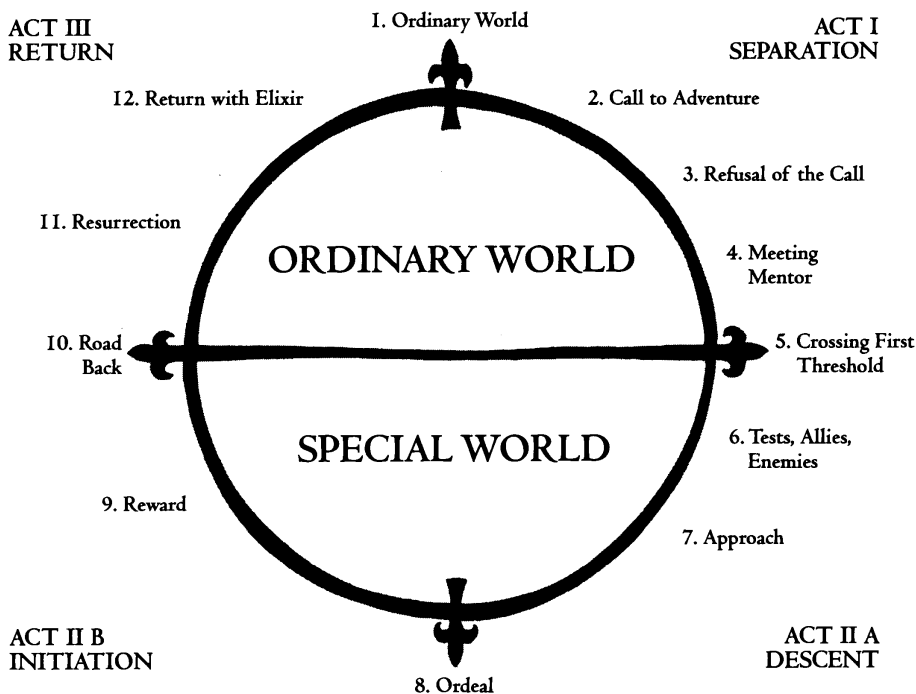 ACT III
RETURN
1. Ordinary World
ACT I
SEPARATION
12. Return with Elixir
2. Call to Adventure
3. Refusal of the Call
11. Resurrection
ORDINARY WORLD
4. Meeting
Mentor
10. Road
Back
5. Crossing First
Threshold
SPECIAL WORLD
6. Tests, Allies,
Enemies
9. Reward
7. Approach
ACT II B
INITIATION
ACT II A
DESCENT
8. Ordeal